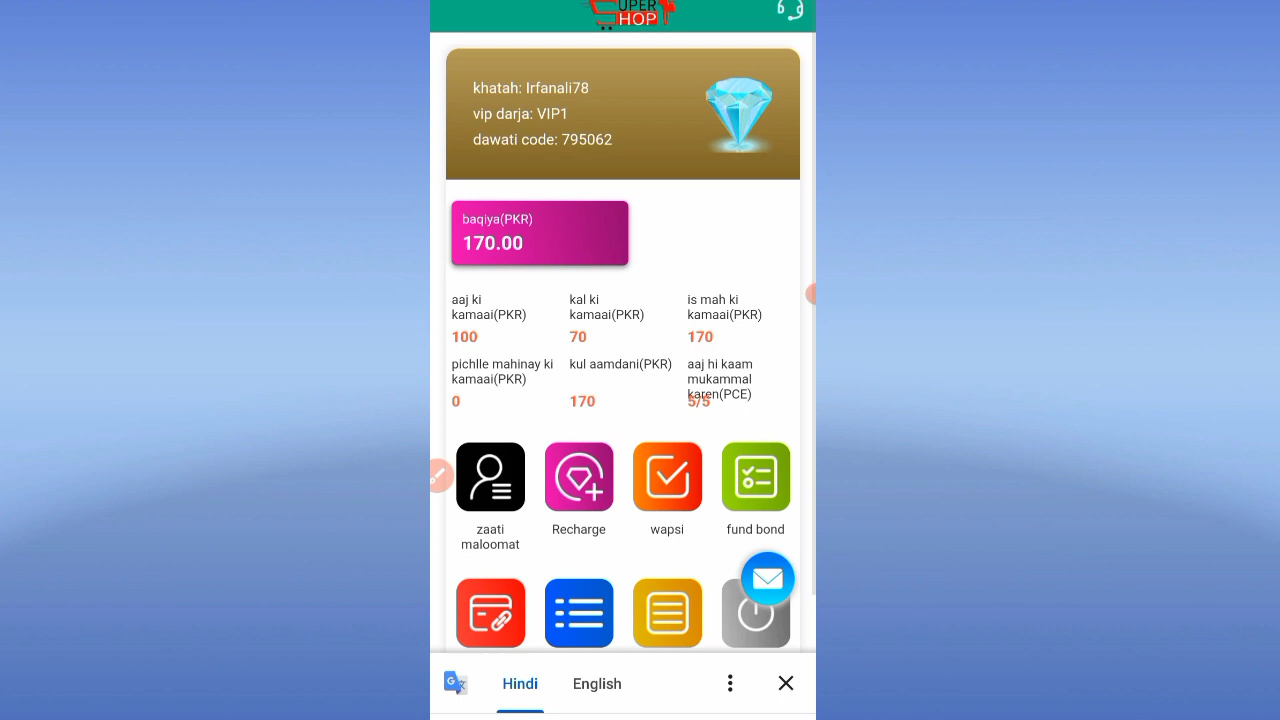 UPER
HOP
khatah: Irfanali78
vip darja: VIP1
dawati code: 795062
baqiya(PKR)
170.00
aaj ki
kamaai(PKR)
100
kal ki
kamaai(PKR)
70
is mah ki
kamaai(PKR)
170
pichlle mahinay ki
kamaai(PKR)
0
kul aamdani(PKR)
170
aaj hi kaam
mukammal
karen(PCE)
5/5
zaati
maloomat
Recharge
wapsi
fund bond
G
Hindi
English